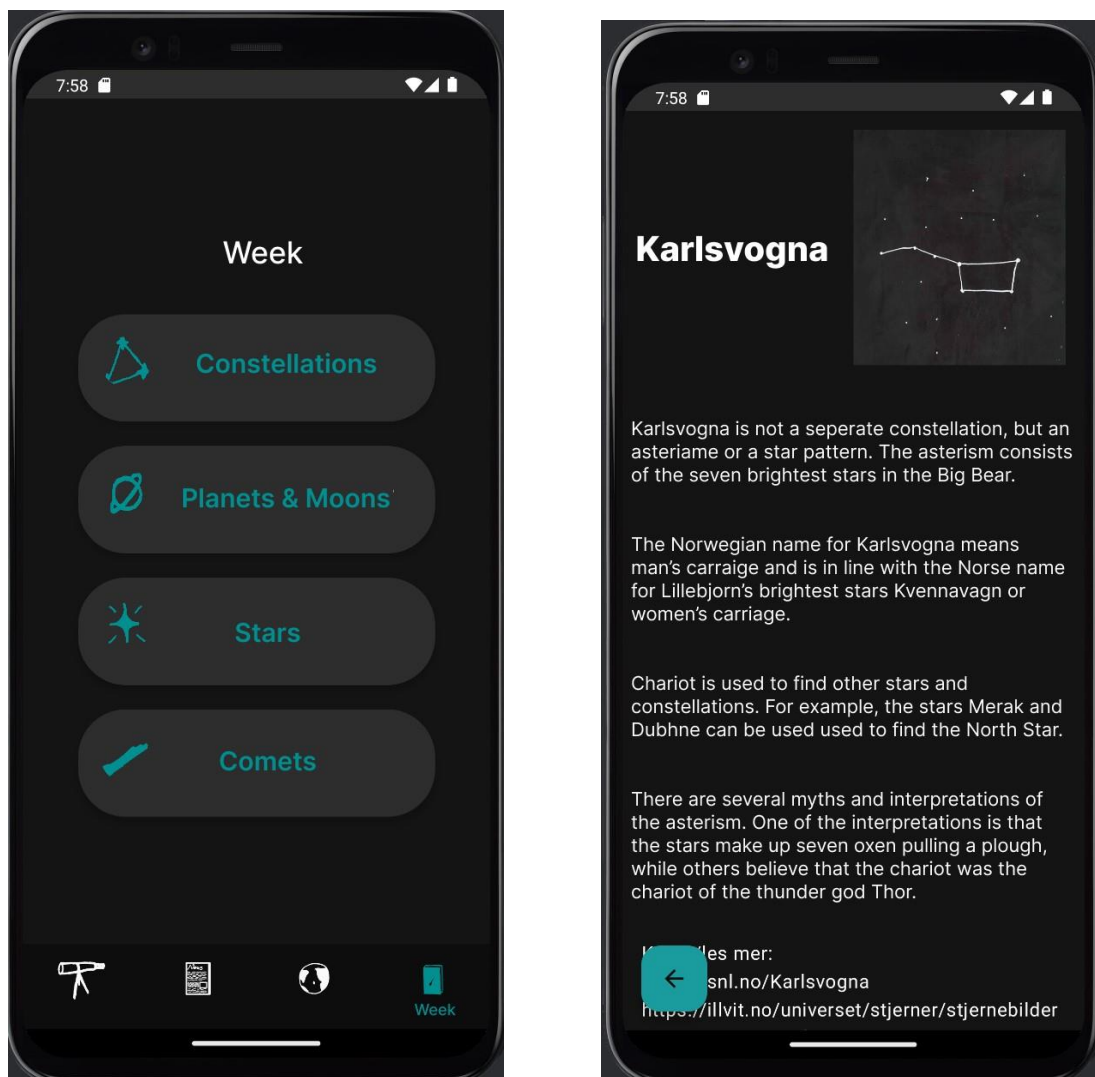 7:58
Week
Constellations
Planets & Moons
Stars
Comets
Week
7:58
Karlsvogna
Karlsvogna is not a seperate constellation, but an
asteriame or a star pattern. The asterism consists
of the seven brightest stars in the Big Bear.
The Norwegian name for Karlsvogna means
man's carraige and is in line with the Norse name
for Lillebjorn's brightest stars Kvennavagn or
women's carriage.
Chariot is used to find other stars and
constellations. For example, the stars Merak and
Dubhne can be used used to find the North Star.
There are several myths and interpretations of
the asterism. One of the interpretations is that
the stars make up seven oxen pulling a plough,
while others believe that the chariot was the
chariot of the thunder god Thor.
/les mer:
snl.no/Karlsvogna
https://illvit.no/universet/stjerner/stjernebilder